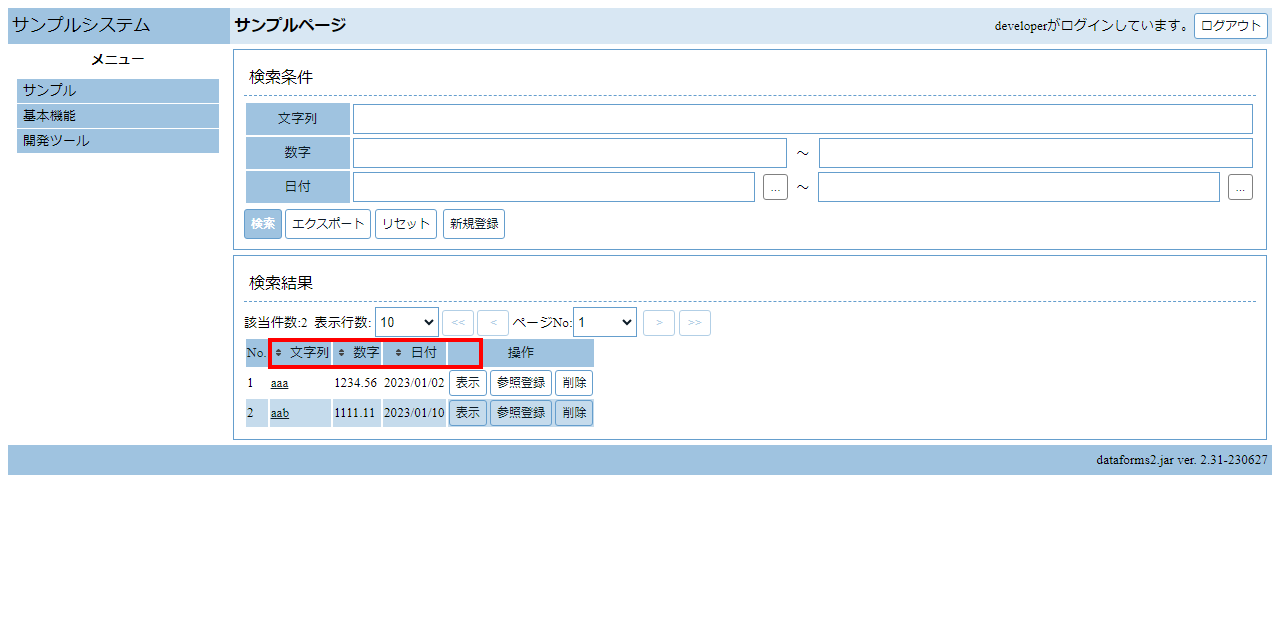 サンプルシステム
サンプルページ
developerがログインしています。 ログアウト
メニュー
サンプル
基本機能
開発ツール
検索条件
文字列
数字 ～
日付 ... ～ ...
検索 エクスポート リセット 新規登録
検索結果
該当件数:2 表示行数: 10 << < ページNo: 1 > >>
No. 文字列 数字 日付 操作
1 aaa 1234.56 2023/01/02 表示 参照登録 削除
2 aab 1111.11 2023/01/10 表示 参照登録 削除
dataforms2.jar ver. 2.31-230627